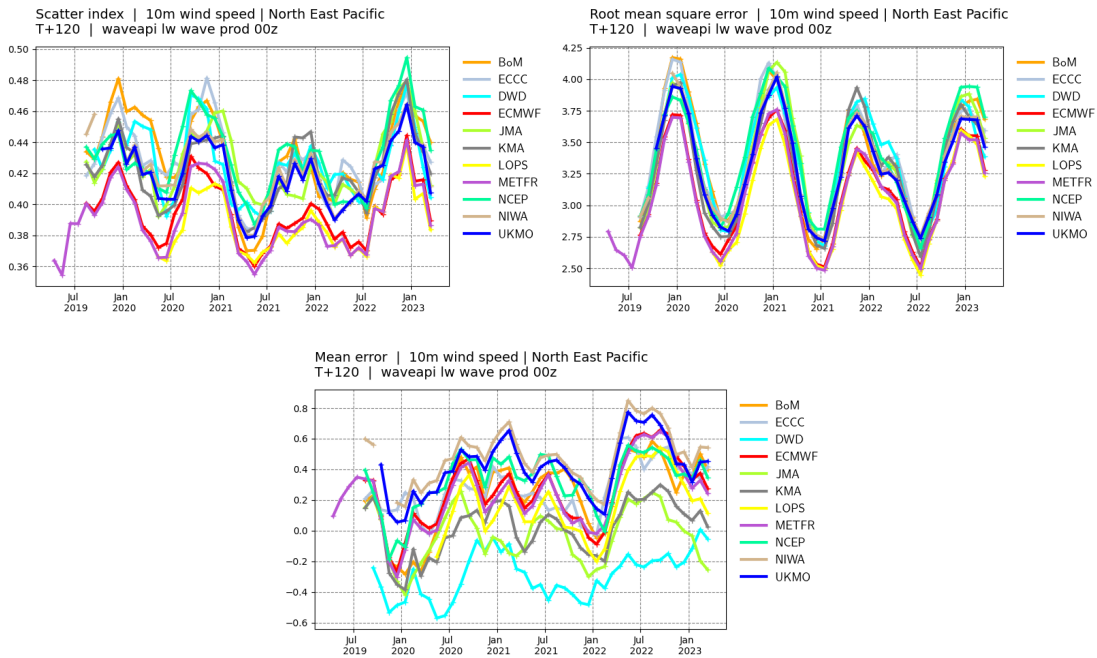 Scatter index | 10m wind speed | North East Pacific
T+120 | waveapi lw wave prod 00z
0.50
0.48
0.46
0.44
0.42
0.40
0.38
0.36
Jul 2019
Jan 2020
Jul 2020
Jan 2021
Jul 2021
Jan 2022
Jul 2022
Jan 2023
BoM
ECCC
DWD
ECMWF
JMA
KMA
LOPS
METFR
NCEP
NIWA
UKMO
Root mean square error | 10m wind speed | North East Pacific
T+120 | waveapi lw wave prod 00z
4.25
4.00
3.75
3.50
3.25
3.00
2.75
2.50
Jul 2019
Jan 2020
Jul 2020
Jan 2021
Jul 2021
Jan 2022
Jul 2022
Jan 2023
BoM
ECCC
DWD
ECMWF
JMA
KMA
LOPS
METFR
NCEP
NIWA
UKMO
Mean error | 10m wind speed | North East Pacific
T+120 | waveapi lw wave prod 00z
0.8
0.6
0.4
0.2
0.0
−0.2
−0.4
−0.6
Jul 2019
Jan 2020
Jul 2020
Jan 2021
Jul 2021
Jan 2022
Jul 2022
Jan 2023
BoM
ECCC
DWD
ECMWF
JMA
KMA
LOPS
METFR
NCEP
NIWA
UKMO